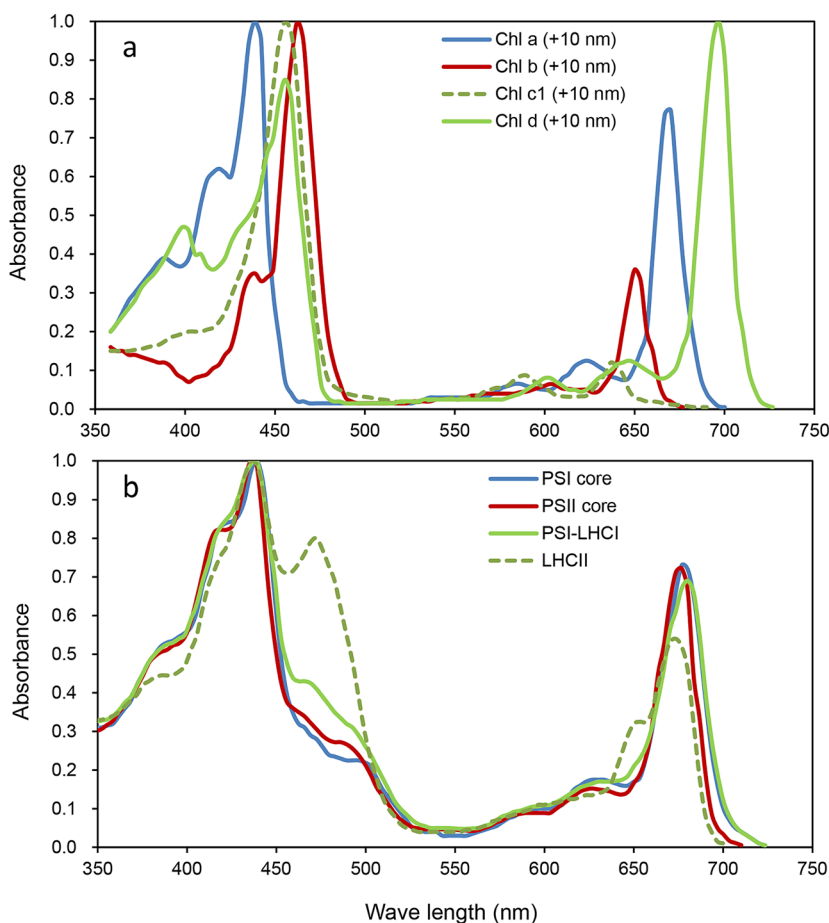 a
Chl a (+10 nm)
Chl b (+10 nm)
Chl c1 (+10 nm)
Chl d (+10 nm)
Absorbance
1.0
0.9
0.8
0.7
0.6
0.5
0.4
0.3
0.2
0.1
0.0
350 400 450 500 550 600 650 700 750
b
PSI core
PSII core
PSI-LHCI
LHCII
Absorbance
1.0
0.9
0.8
0.7
0.6
0.5
0.4
0.3
0.2
0.1
0.0
350 400 450 500 550 600 650 700 750
Wave length (nm)